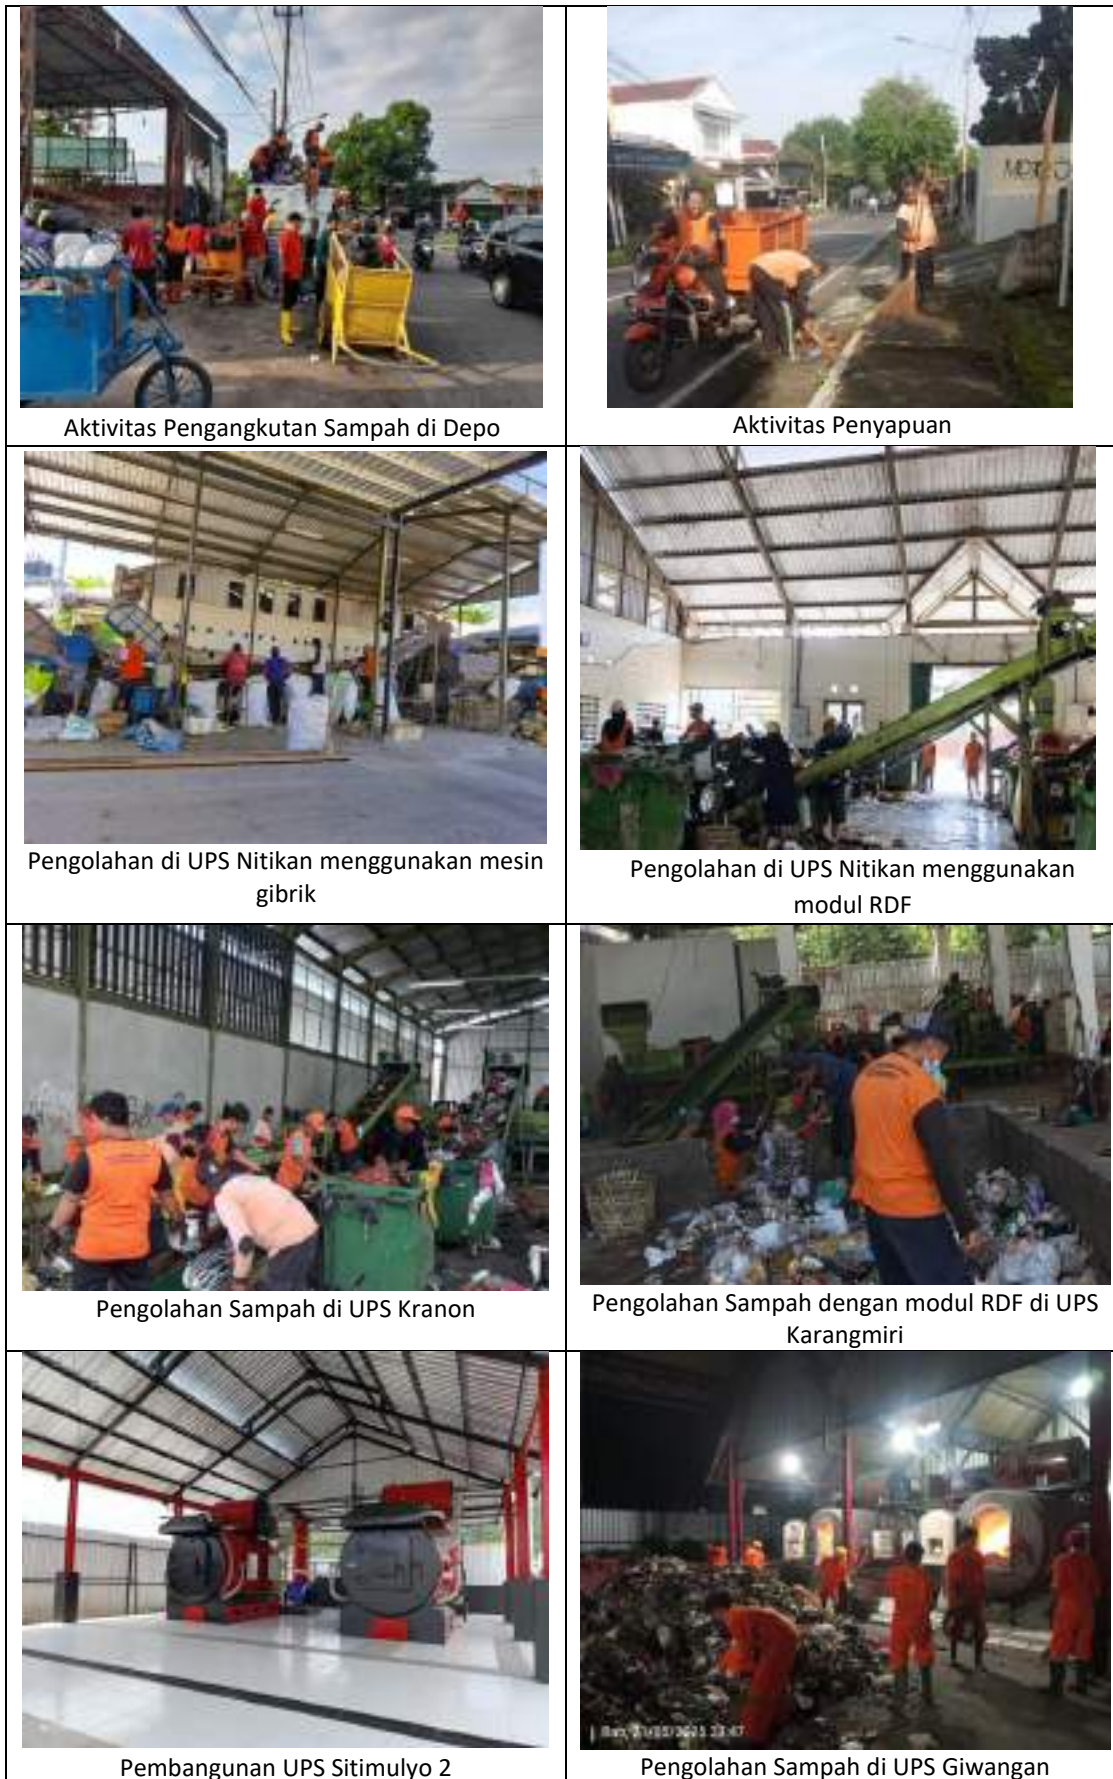 Aktivitas Pengangkutan Sampah di Depo
Aktivitas Penyapuan
Pengolahan di UPS Nitikan menggunakan mesin
gibrik
Pengolahan di UPS Nitikan menggunakan
modul RDF
Pengolahan Sampah di UPS Kranon
Pengolahan Sampah dengan modul RDF di UPS
Karangmiri
Pembangunan UPS Sitimulyo 2
Pengolahan Sampah di UPS Giwangan